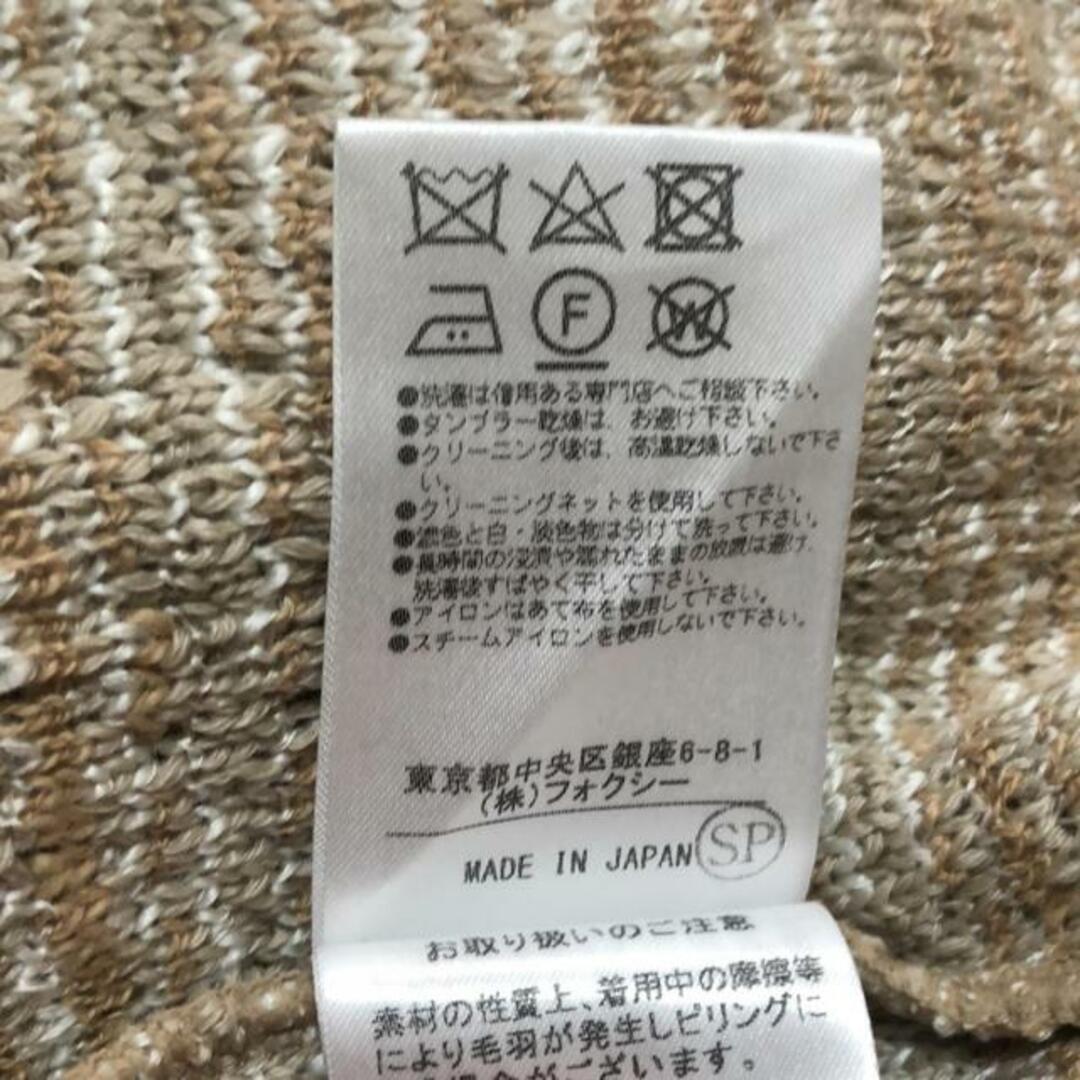 F
W
●洗濯は信用ある専門店へご相談下さい。
●タンブラー乾燥は、お避け下さい。
●クリーニング後は、高温乾燥しないで下さ
い。
●クリーニングネットを使用して下さい。
●濃色と白・淡色物は分けて洗って下さい。
●長時間の浸漬や濡れたままの放置は避け、
洗濯後すばやく干して下さい。
●アイロンはあて布を使用して下さい。
●スチームアイロンを使用しないで下さい。
東京都中央区銀座6-8-1
(株)フォクシー
MADE IN JAPAN SP
お取り扱いのご注意
素材の性質上、着用中の摩擦等
により毛羽が発生しピリングに
場合がございます。